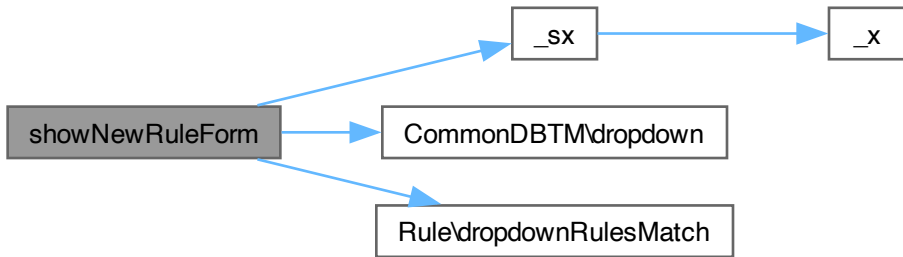 _sx
_x
showNewRuleForm
CommonDBTM\dropdown
Rule\dropdownRulesMatch